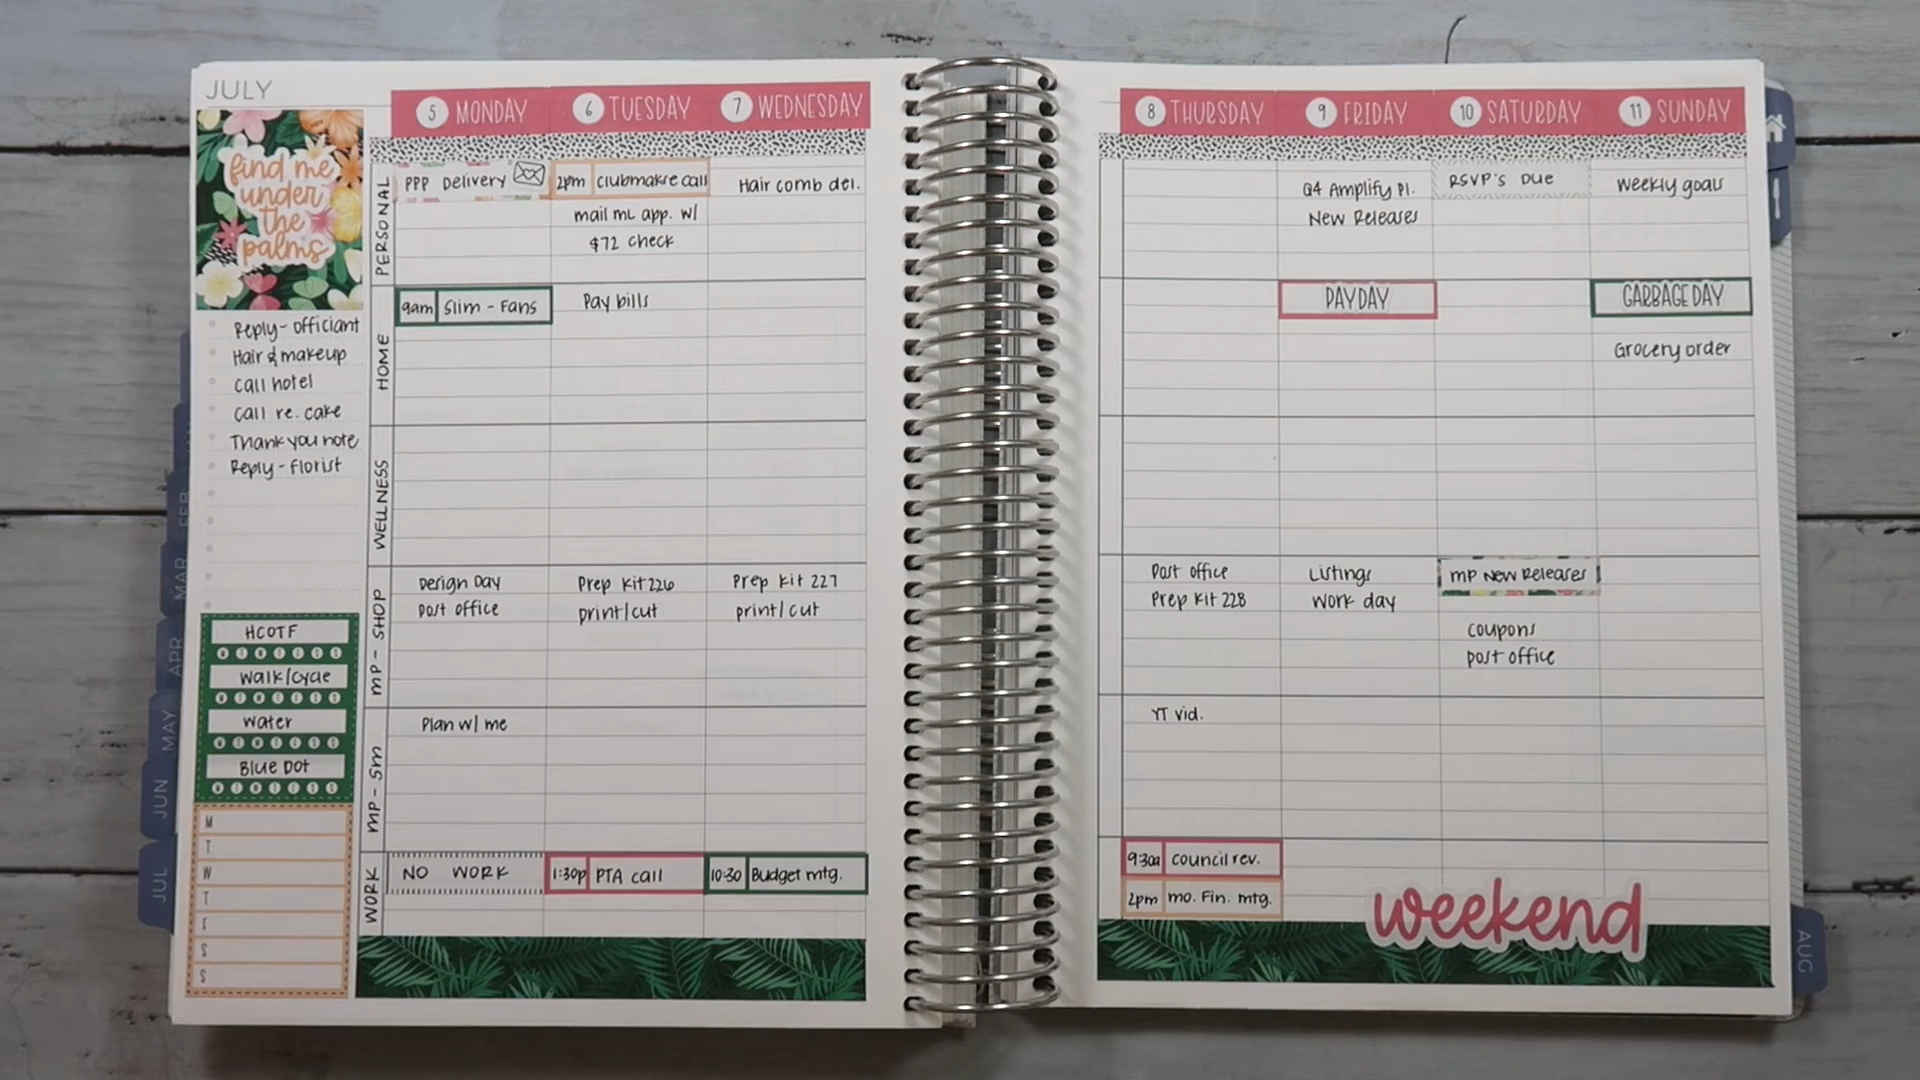 JULY
find me
under
the
palms
Reply - officiant
Hair & makeup
call hotel
call re. cake
Thank you note
Reply - florist
HCOTF
M T W T F S S
Walk/Cycle
M T W T F S S
Water
M T W T F S S
Blue Dot
M T W T F S S
M
T
W
T
F
S
S
5 MONDAY
6 TUESDAY
7 WEDNESDAY
PERSONAL
PPP Delivery
2pm clubmakse call
Hair comb del.
mail ML app. w/
$72 check
HOME
9am Slim - Fans
Pay bills
WELLNESS
MP - SHOP
Design Day
Prep Kit 226
Prep Kit 227
post office
print/cut
print/cut
MP - SM
Plan w/ me
WORK
NO WORK
1:30p PTA call
10:30 Budget mtg.
8 THURSDAY
9 FRIDAY
10 SATURDAY
11 SUNDAY
Q4 Amplify Pl.
RSVP's Due
Weekly goals
New Releases
PAYDAY
GARBAGE DAY
Grocery order
Post office
Listings
MP New Releases
Prep Kit 228
Work day
coupons
post office
YT vid.
9:30a council rev.
2pm mo. Fin. mtg.
weekend
FEB
MAR
APR
MAY
JUN
JUL
AUG